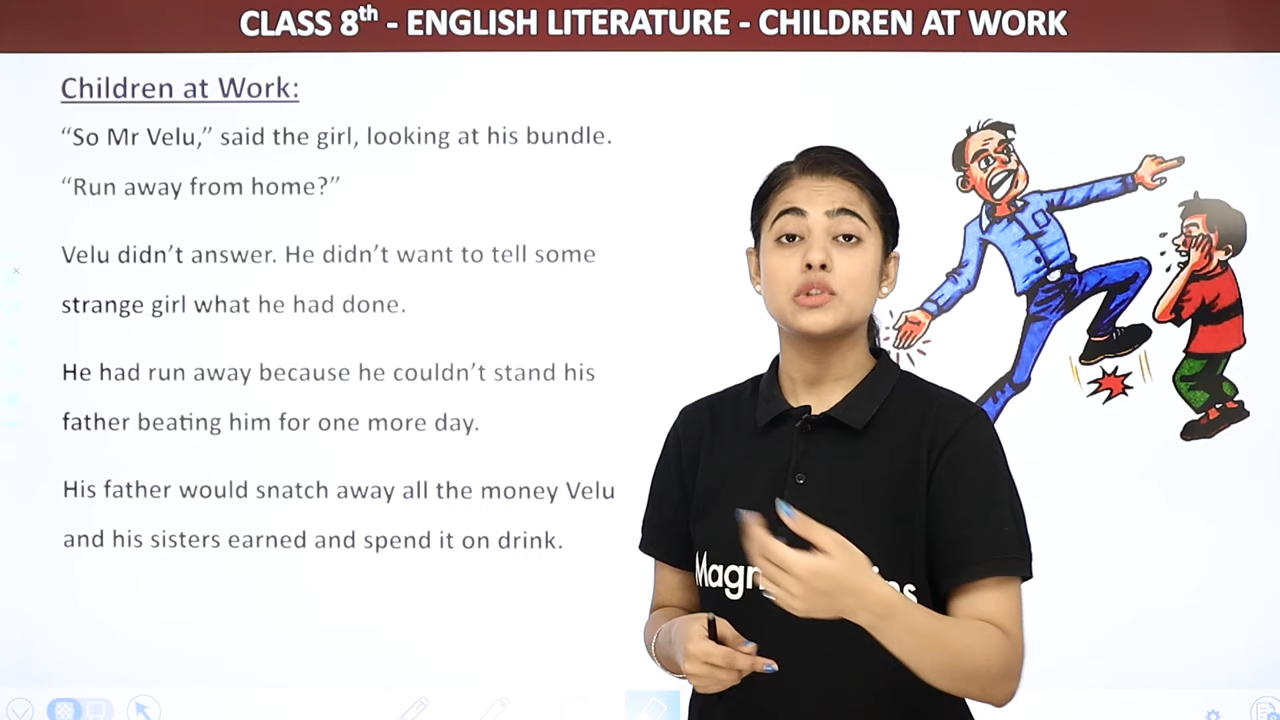 CLASS 8th - ENGLISH LITERATURE - CHILDREN AT WORK
Children at Work:
“So Mr Velu,” said the girl, looking at his bundle.
“Run away from home?”
Velu didn’t answer. He didn’t want to tell some
strange girl what he had done.
He had run away because he couldn’t stand his
father beating him for one more day.
His father would snatch away all the money Velu
and his sisters earned and spend it on drink.